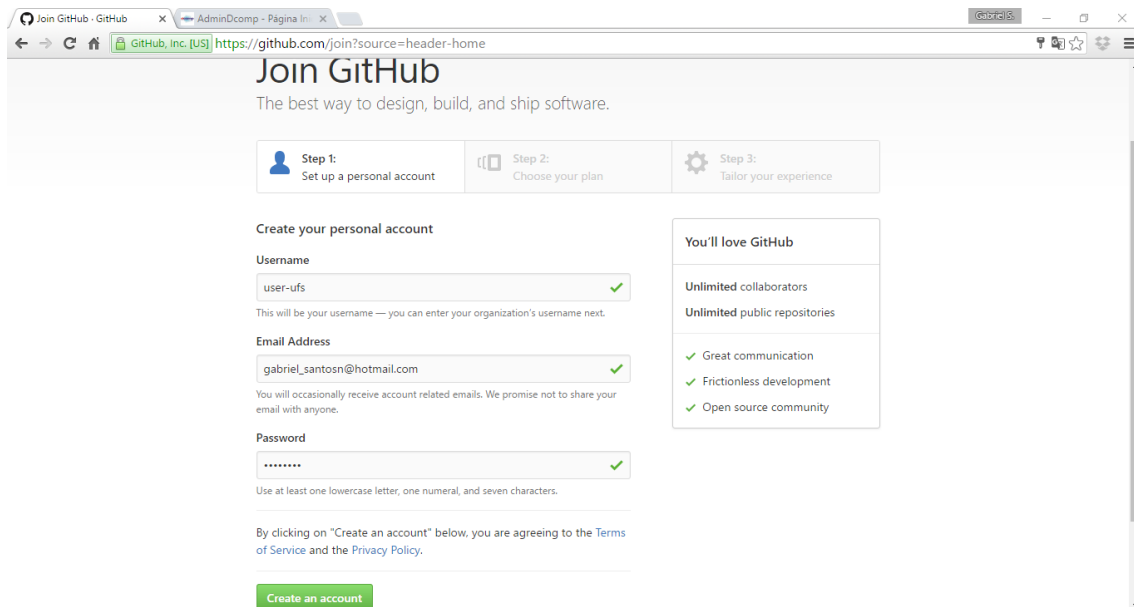 Join GitHub · GitHub
AdminDcomp - Página In
Gabriel S.
GitHub, Inc. [US] https://github.com/join?source=header-home
Join GitHub
The best way to design, build, and ship software.
Step 1:
Set up a personal account
Step 2:
Choose your plan
Step 3:
Tailor your experience
Create your personal account
Username
user-ufs
This will be your username — you can enter your organization's username next.
Email Address
gabriel_santosn@hotmail.com
You will occasionally receive account related emails. We promise not to share your
email with anyone.
Password
••••••••
Use at least one lowercase letter, one numeral, and seven characters.
By clicking on "Create an account" below, you are agreeing to the Terms
of Service and the Privacy Policy.
Create an account
You'll love GitHub
Unlimited collaborators
Unlimited public repositories
Great communication
Frictionless development
Open source community